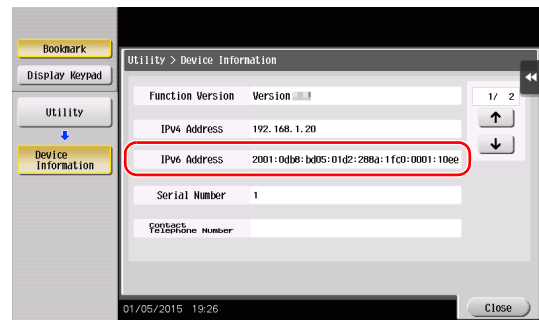 Bookmark
Display Keypad
Utility
Device
Information
Utility > Device Information
Function Version Version
1/ 2
IPv4 Address 192.168.1.20
IPv6 Address 2001:0db8:bd05:01d2:288a:1fc0:0001:10ee
Serial Number 1
Contact
Telephone Number
01/05/2015 19:26
Close